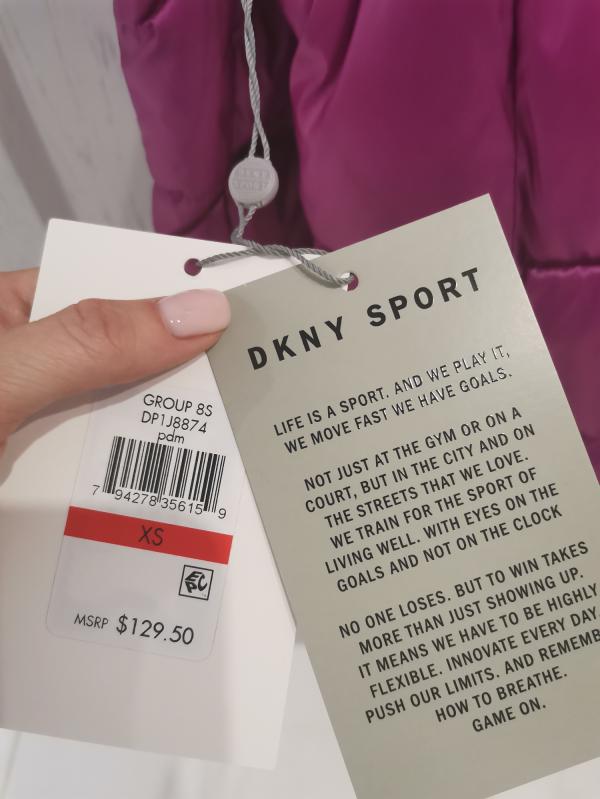 DKNY
SPORT
GROUP 8S
DP1J8874
pdm
7 94278 35615 9
XS
EPC
MSRP $129.50
DKNY SPORT
LIFE IS A SPORT. AND WE PLAY IT,
WE MOVE FAST WE HAVE GOALS.
NOT JUST AT THE GYM OR ON A
COURT, BUT IN THE CITY AND ON
THE STREETS THAT WE LOVE.
WE TRAIN FOR THE SPORT OF
LIVING WELL. WITH EYES ON THE
GOALS AND NOT ON THE CLOCK
NO ONE LOSES. BUT TO WIN TAKES
MORE THAN JUST SHOWING UP.
IT MEANS WE HAVE TO BE HIGHLY
FLEXIBLE. INNOVATE EVERY DAY.
PUSH OUR LIMITS. AND REMEMB
HOW TO BREATHE.
GAME ON.